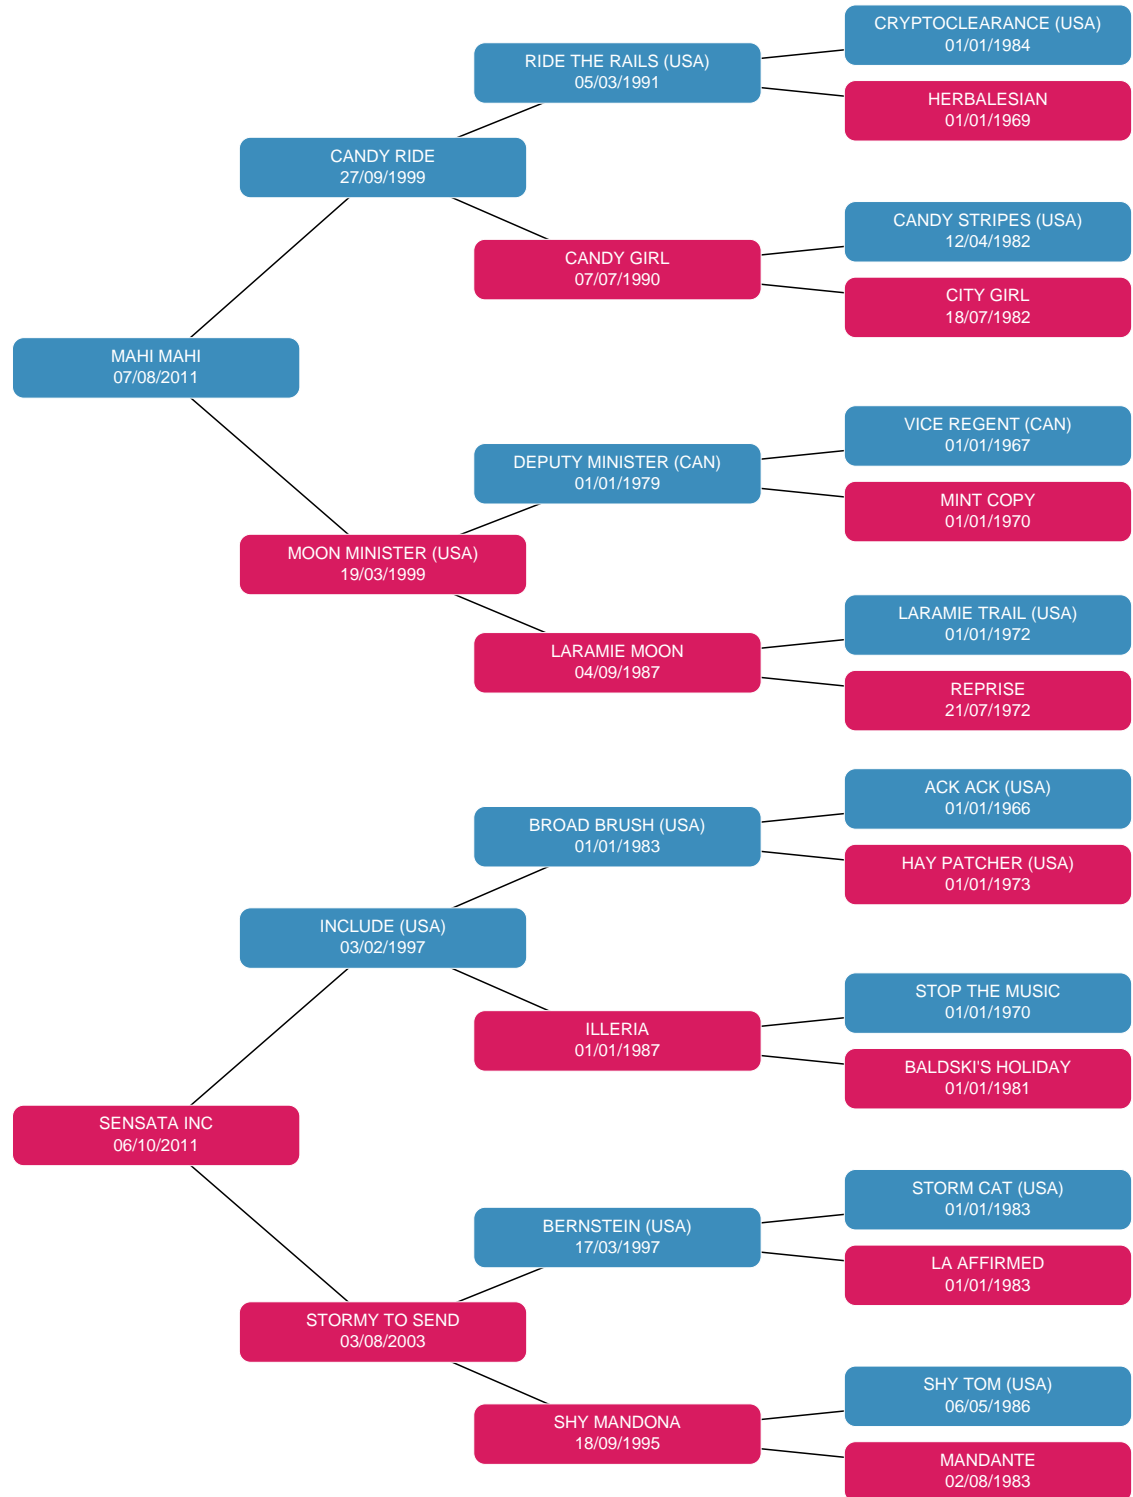 CRYPTOCLEARANCE (USA)
01/01/1984
RIDE THE RAILS (USA)
05/03/1991
HERBALESIAN
01/01/1969
CANDY RIDE
27/09/1999
CANDY STRIPES (USA)
12/04/1982
CANDY GIRL
07/07/1990
CITY GIRL
18/07/1982
MAHI MAHI
07/08/2011
VICE REGENT (CAN)
01/01/1967
DEPUTY MINISTER (CAN)
01/01/1979
MINT COPY
01/01/1970
MOON MINISTER (USA)
19/03/1999
LARAMIE TRAIL (USA)
01/01/1972
LARAMIE MOON
04/09/1987
REPRISE
21/07/1972
ACK ACK (USA)
01/01/1966
BROAD BRUSH (USA)
01/01/1983
HAY PATCHER (USA)
01/01/1973
INCLUDE (USA)
03/02/1997
STOP THE MUSIC
01/01/1970
ILLERIA
01/01/1987
BALDSKI'S HOLIDAY
01/01/1981
SENSATA INC
06/10/2011
STORM CAT (USA)
01/01/1983
BERNSTEIN (USA)
17/03/1997
LA AFFIRMED
01/01/1983
STORMY TO SEND
03/08/2003
SHY TOM (USA)
06/05/1986
SHY MANDONA
18/09/1995
MANDANTE
02/08/1983